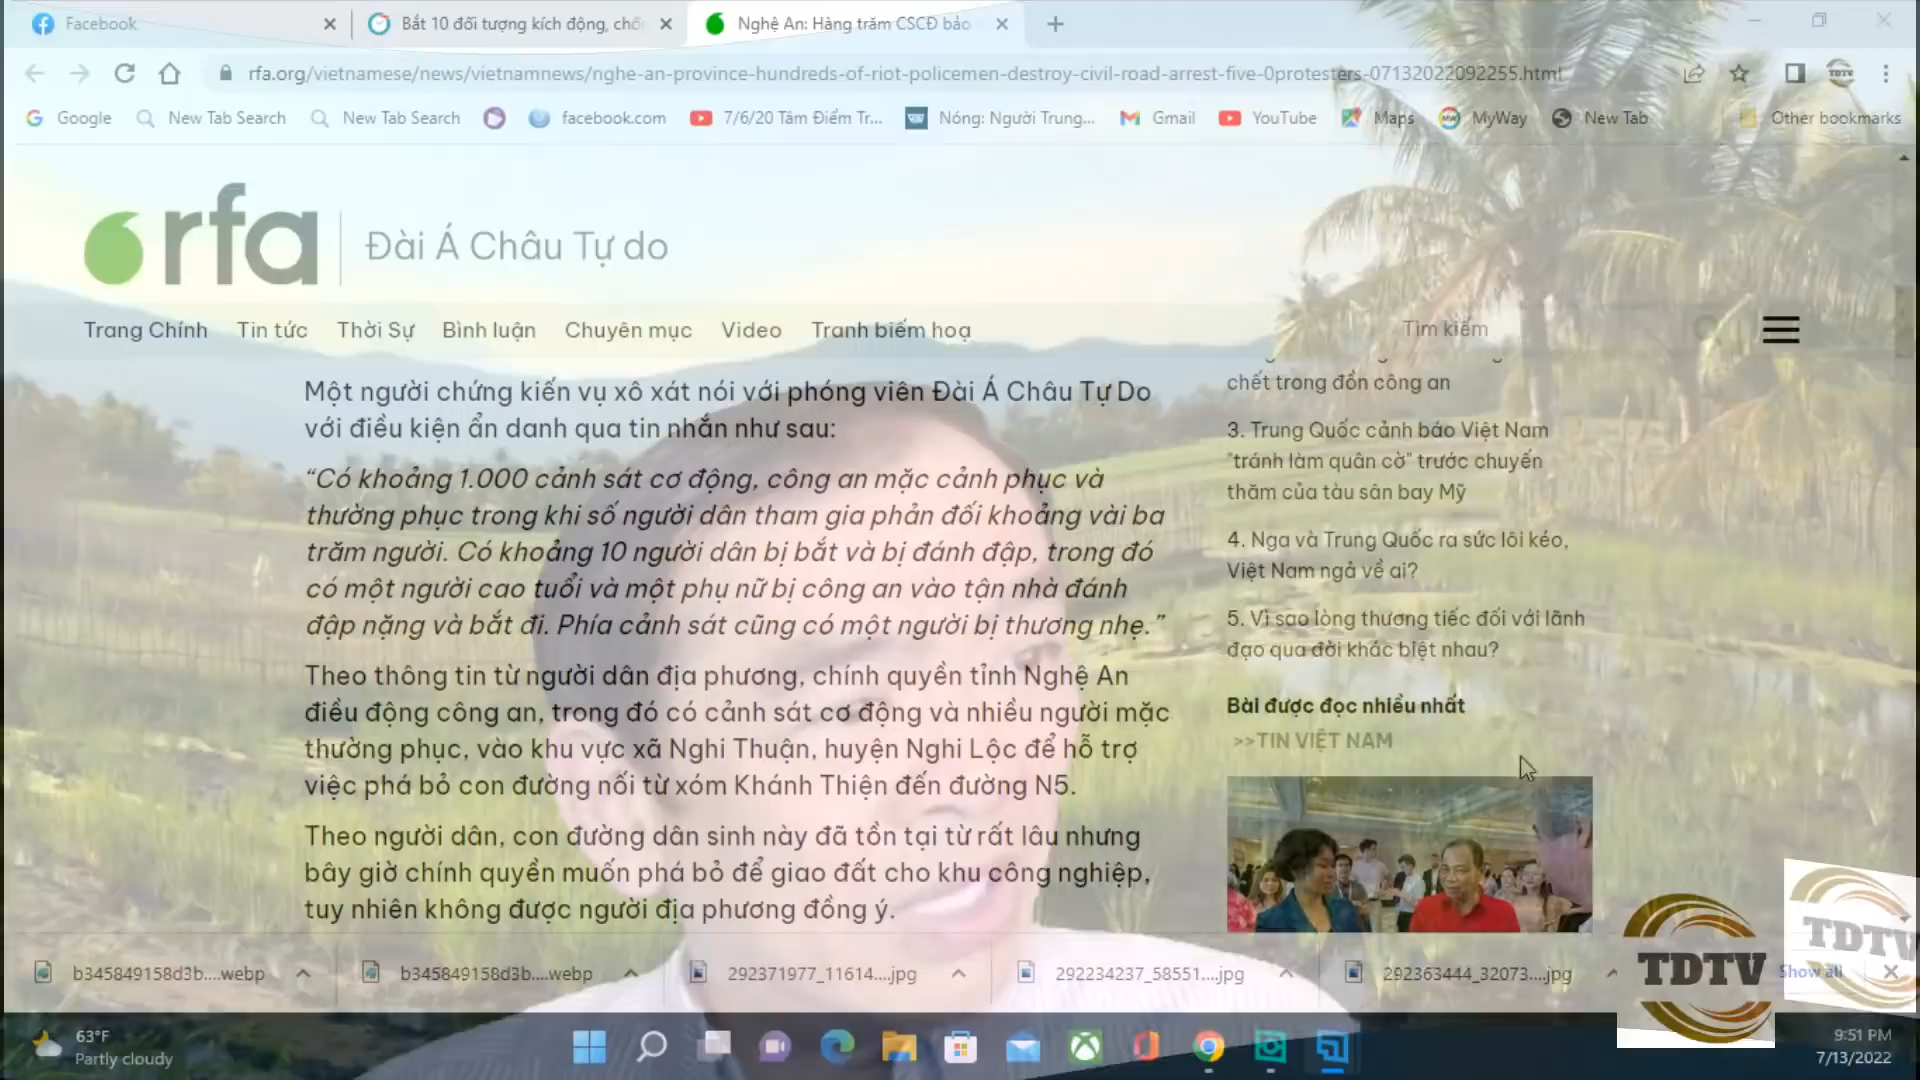 Facebook
Bắt 10 đối tượng kích động, chố
Nghệ An: Hàng trăm CSCĐ bảo
rfa.org/vietnamese/news/vietnamnews/nghe-an-province-hundreds-of-riot-policemen-destroy-civil-road-arrest-five-0protesters-07132022092255.html
Google
New Tab Search
New Tab Search
facebook.com
7/6/20 Tâm Điểm Tr...
Nóng: Người Trung...
Gmail
YouTube
Maps
MyWay
New Tab
Other bookmarks
rfa
Đài Á Châu Tự do
Trang Chính
Tin tức
Thời Sự
Bình luận
Chuyên mục
Video
Tranh biếm hoạ
Tìm kiếm
Một người chứng kiến vụ xô xát nói với phóng viên Đài Á Châu Tự Do
với điều kiện ẩn danh qua tin nhắn như sau:
“Có khoảng 1.000 cảnh sát cơ động, công an mặc cảnh phục và
thường phục trong khi số người dân tham gia phản đối khoảng vài ba
trăm người. Có khoảng 10 người dân bị bắt và bị đánh đập, trong đó
có một người cao tuổi và một phụ nữ bị công an vào tận nhà đánh
đập nặng và bắt đi. Phía cảnh sát cũng có một người bị thương nhẹ.”
Theo thông tin từ người dân địa phương, chính quyền tỉnh Nghệ An
điều động công an, trong đó có cảnh sát cơ động và nhiều người mặc
thường phục, vào khu vực xã Nghi Thuận, huyện Nghi Lộc để hỗ trợ
việc phá bỏ con đường nối từ xóm Khánh Thiện đến đường N5.
Theo người dân, con đường dân sinh này đã tồn tại từ rất lâu nhưng
bây giờ chính quyền muốn phá bỏ để giao đất cho khu công nghiệp,
tuy nhiên không được người địa phương đồng ý.
chết trong đồn công an
3. Trung Quốc cảnh báo Việt Nam
"tránh làm quân cờ" trước chuyến
thăm của tàu sân bay Mỹ
4. Nga và Trung Quốc ra sức lôi kéo,
Việt Nam ngả về ai?
5. Vì sao lòng thương tiếc đối với lãnh
đạo qua đời khác biệt nhau?
Bài được đọc nhiều nhất
>>TIN VIỆT NAM
b345849158d3b....webp
b345849158d3b....webp
292371977_11614....jpg
292234237_58551....jpg
292363444_32073....jpg
Show all
TDTV
TDTV
63°F
Partly cloudy
9:51 PM
7/13/2022